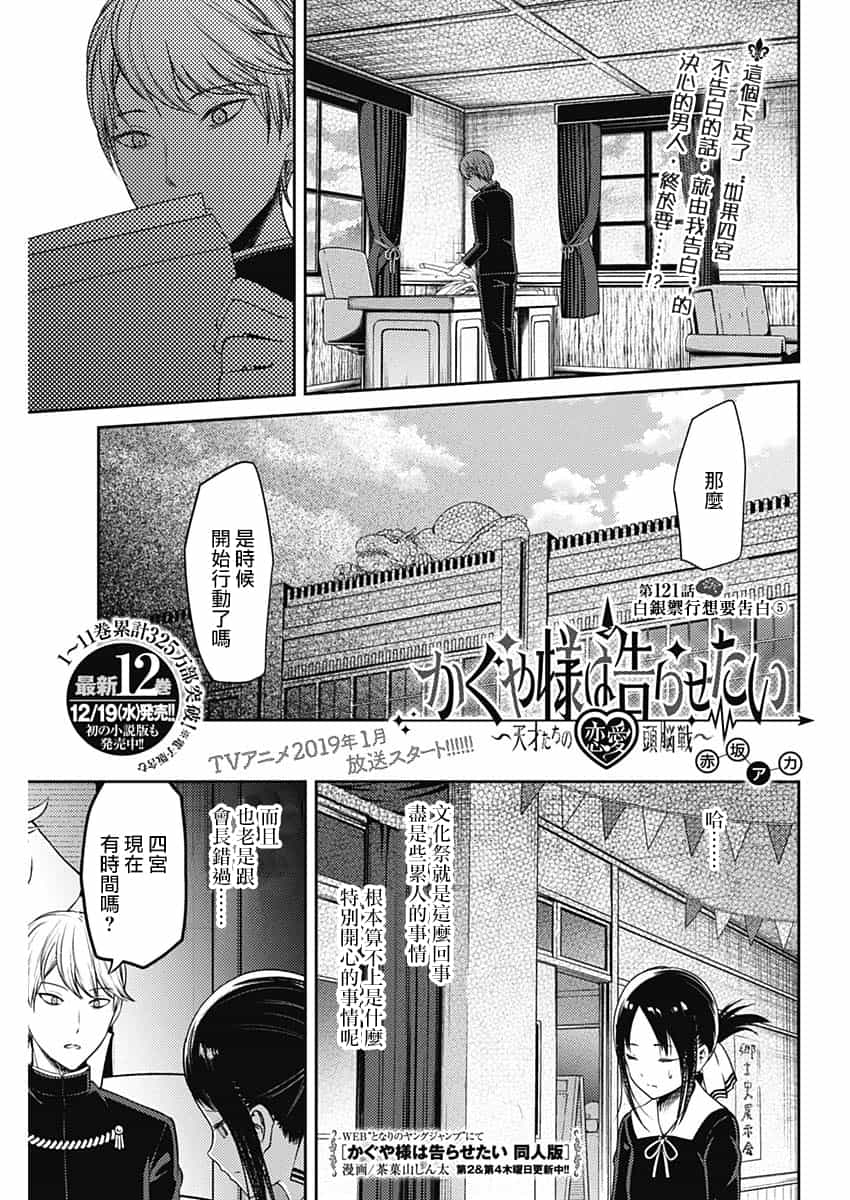 這個下定了「如果四宮
不告白的話，就由我告白」的
決心的男人，終於要……!?
那麼
是時候
開始行動了嗎
第121話
白銀禦行想要告白⑤
かぐや様は告らせたい
～天才たちの恋愛頭脳戦～
赤坂アカ
1～11巻累計325万部突破!※電子版含む
最新12巻
12/19(水)発売!!
初の小説版も
発売中!!
TVアニメ2019年1月
放送スタート!!!!!!
哈……
文化祭就是這麼回事
盡是些累人的事情
根本算不上是什麼
特別開心的事情呢
郷土史展示会
而且
也老是跟
會長錯過……
四宮
現在
有時間嗎?
WEB"となりのヤングジャンプ"にて
[かぐや様は告らせたい 同人版]
漫画/茶菓山しん太 第2&第4木曜日更新中!!